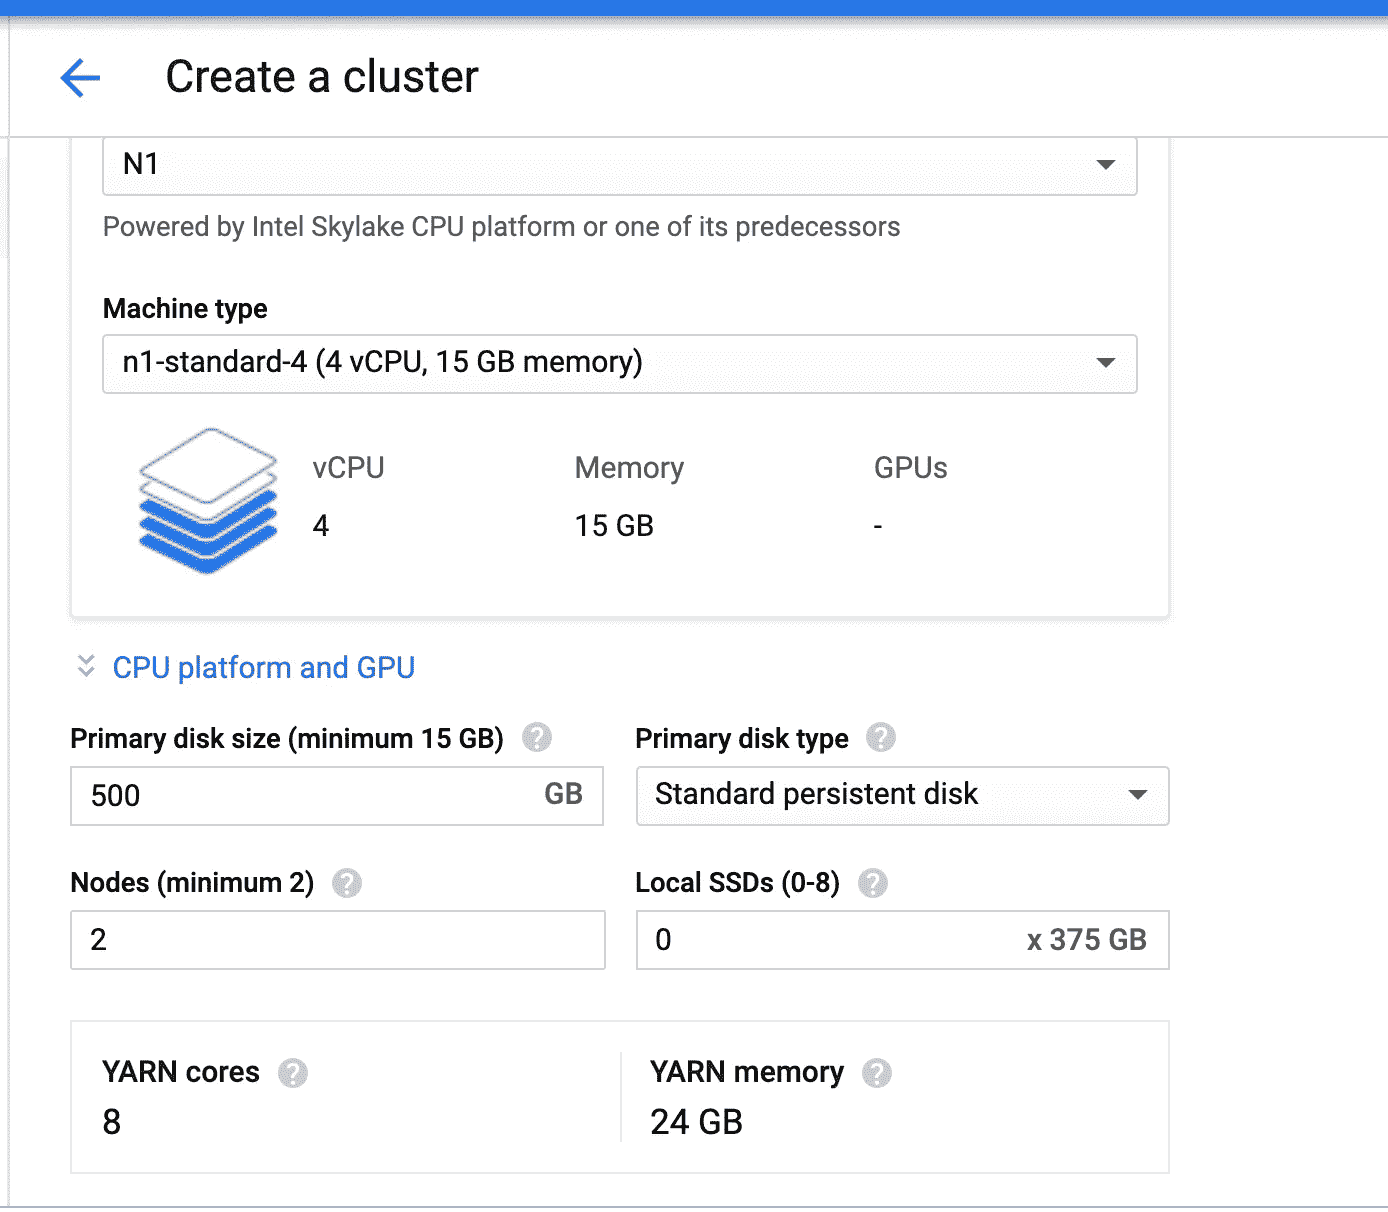 Create a cluster
N1
Powered by Intel Skylake CPU platform or one of its predecessors
Machine type
n1-standard-4 (4 vCPU, 15 GB memory)
vCPU Memory GPUs
4 15 GB -
CPU platform and GPU
Primary disk size (minimum 15 GB) ? Primary disk type ?
500 GB Standard persistent disk
Nodes (minimum 2) ? Local SSDs (0-8) ?
2 0 x 375 GB
YARN cores ? YARN memory ?
8 24 GB